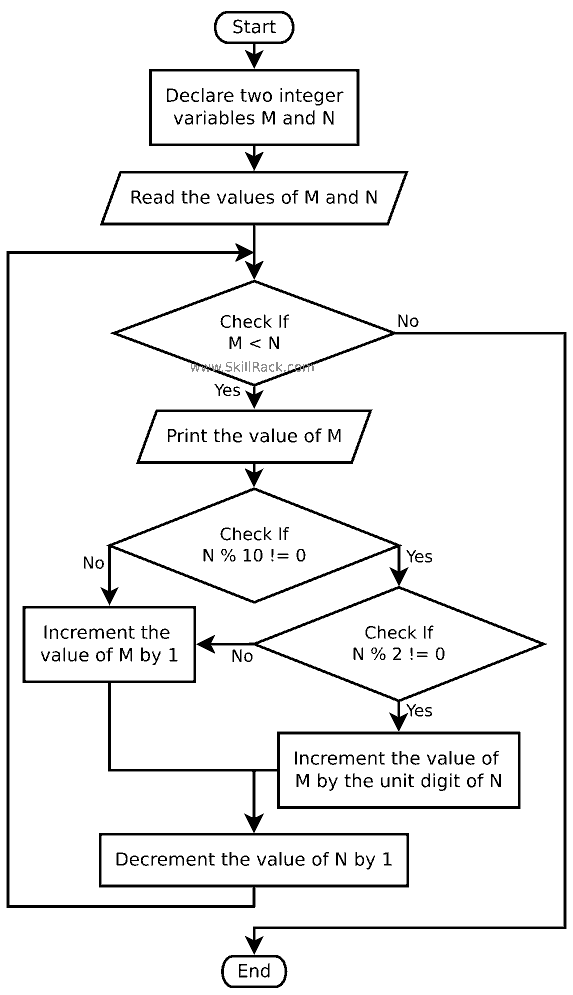 Start
Declare two integer
variables M and N
Read the values of M and N
Check If
M < N
No
www.SkillRack.com
Yes
Print the value of M
Check If
N % 10 != 0
No
Yes
Increment the
value of M by 1
Check If
N % 2 != 0
No
Yes
Increment the value of
M by the unit digit of N
Decrement the value of N by 1
End